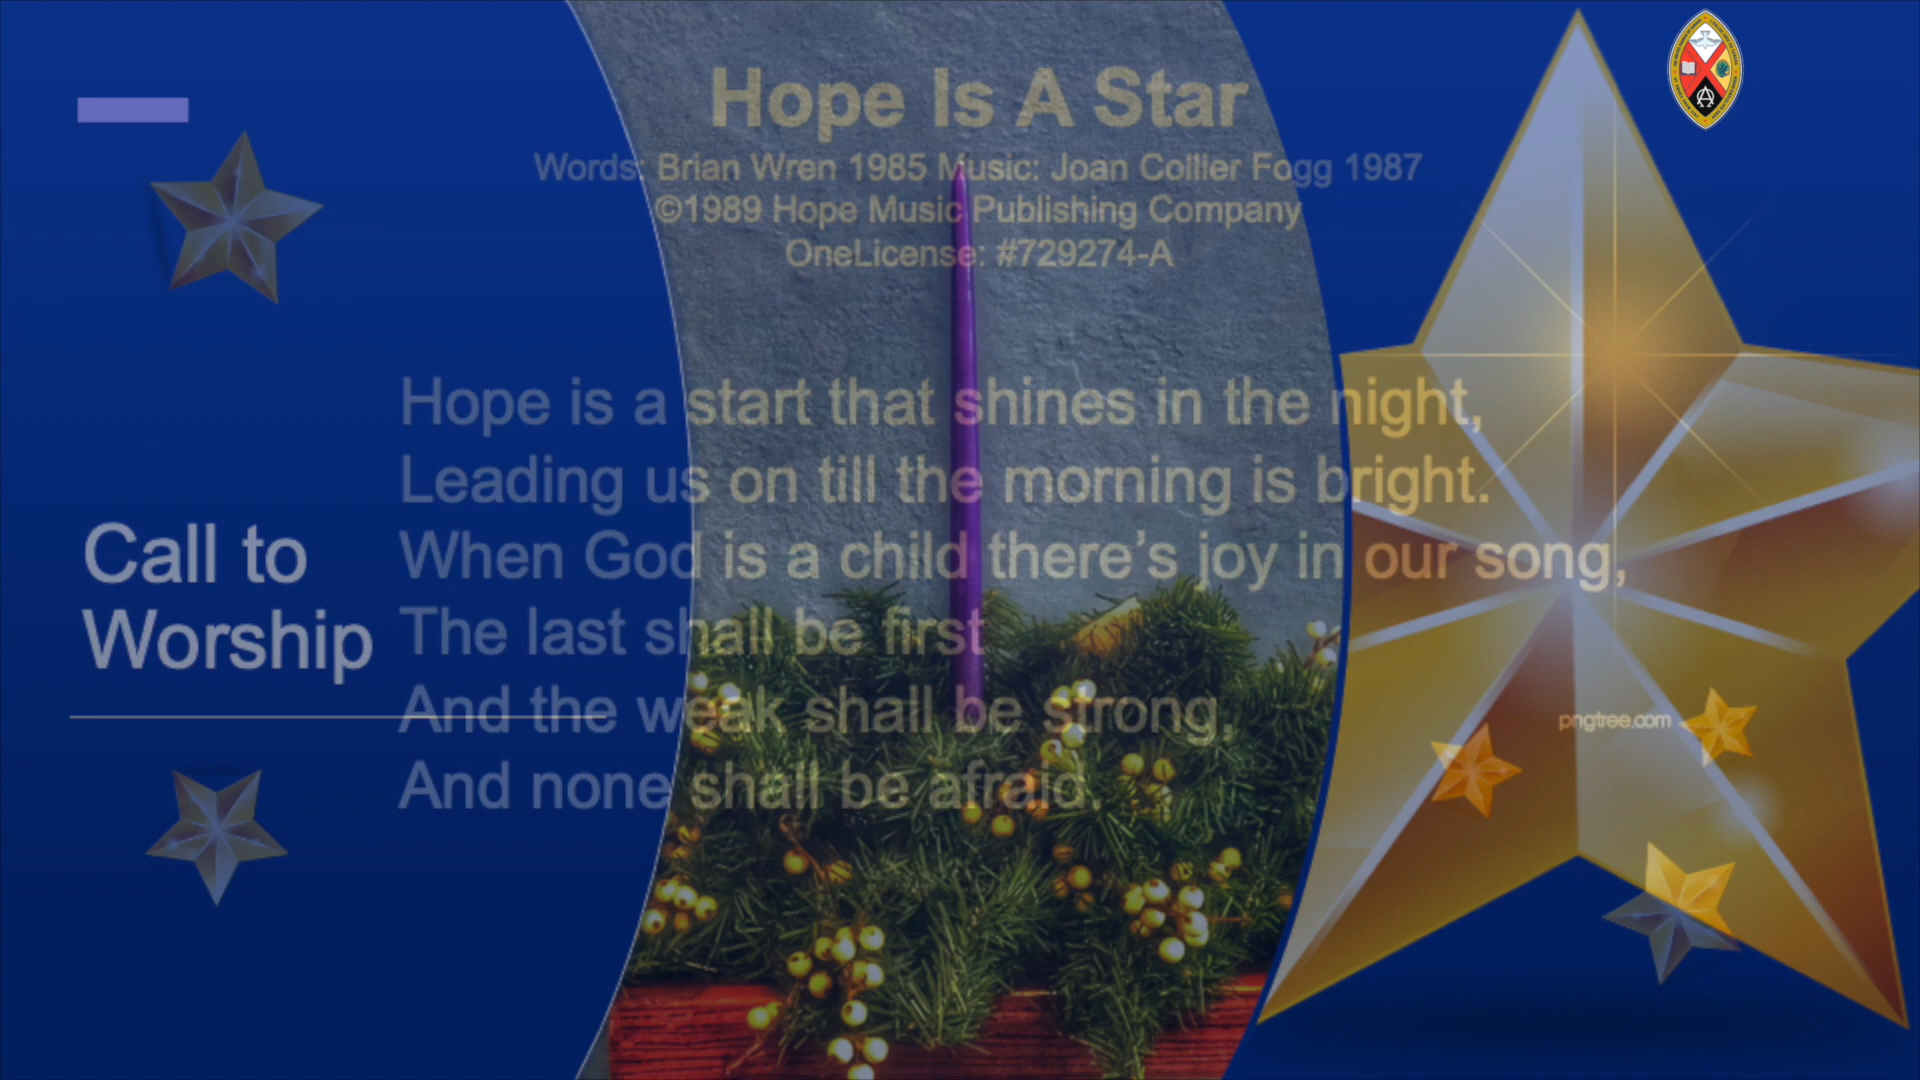 Hope Is A Star
Words: Brian Wren 1985 Music: Joan Collier Fogg 1987
©1989 Hope Music Publishing Company
OneLicense: #729274-A
Hope is a start that shines in the night,
Leading us on till the morning is bright.
When God is a child there’s joy in our song,
The last shall be first
And the weak shall be strong,
And none shall be afraid.
Call to
Worship
pngtree.com